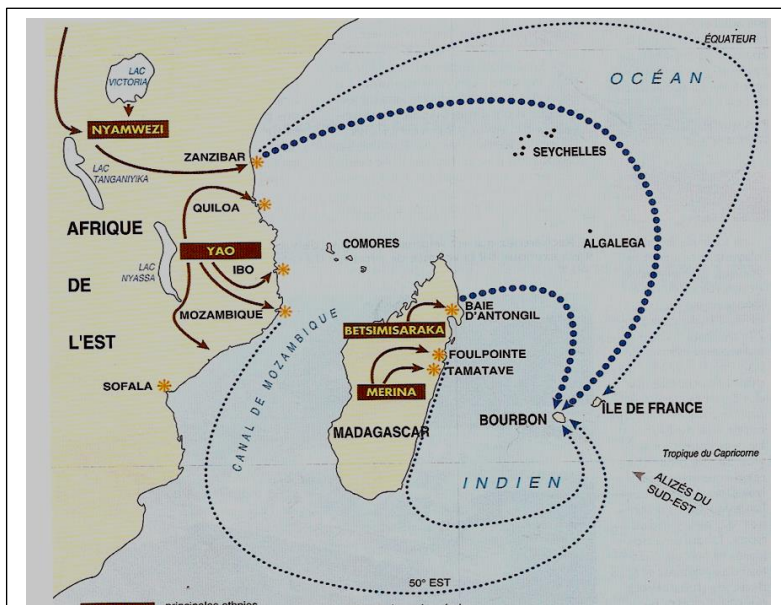 ÉQUATEUR
OCÉAN
LAC
VICTORIA
NYAMWEZI
SEYCHELLES
ZANZIBAR
LAC
TANGANIYIKA
QUILOA
AFRIQUE
COMORES
ALGALEGA
YAO
LAC
NYASSA
IBO
DE
BAIE
D'ANTONGIL
MOZAMBIQUE
BETSIMISARAKA
L'EST
CANAL DE MOZAMBIQUE
FOULPOINTE
TAMATAVE
SOFALA
MERINA
ÎLE DE FRANCE
BOURBON
MADAGASCAR
Tropique du Capricorne
INDIEN
ALIZÉS DU
SUD-EST
50° EST
principales ethnies